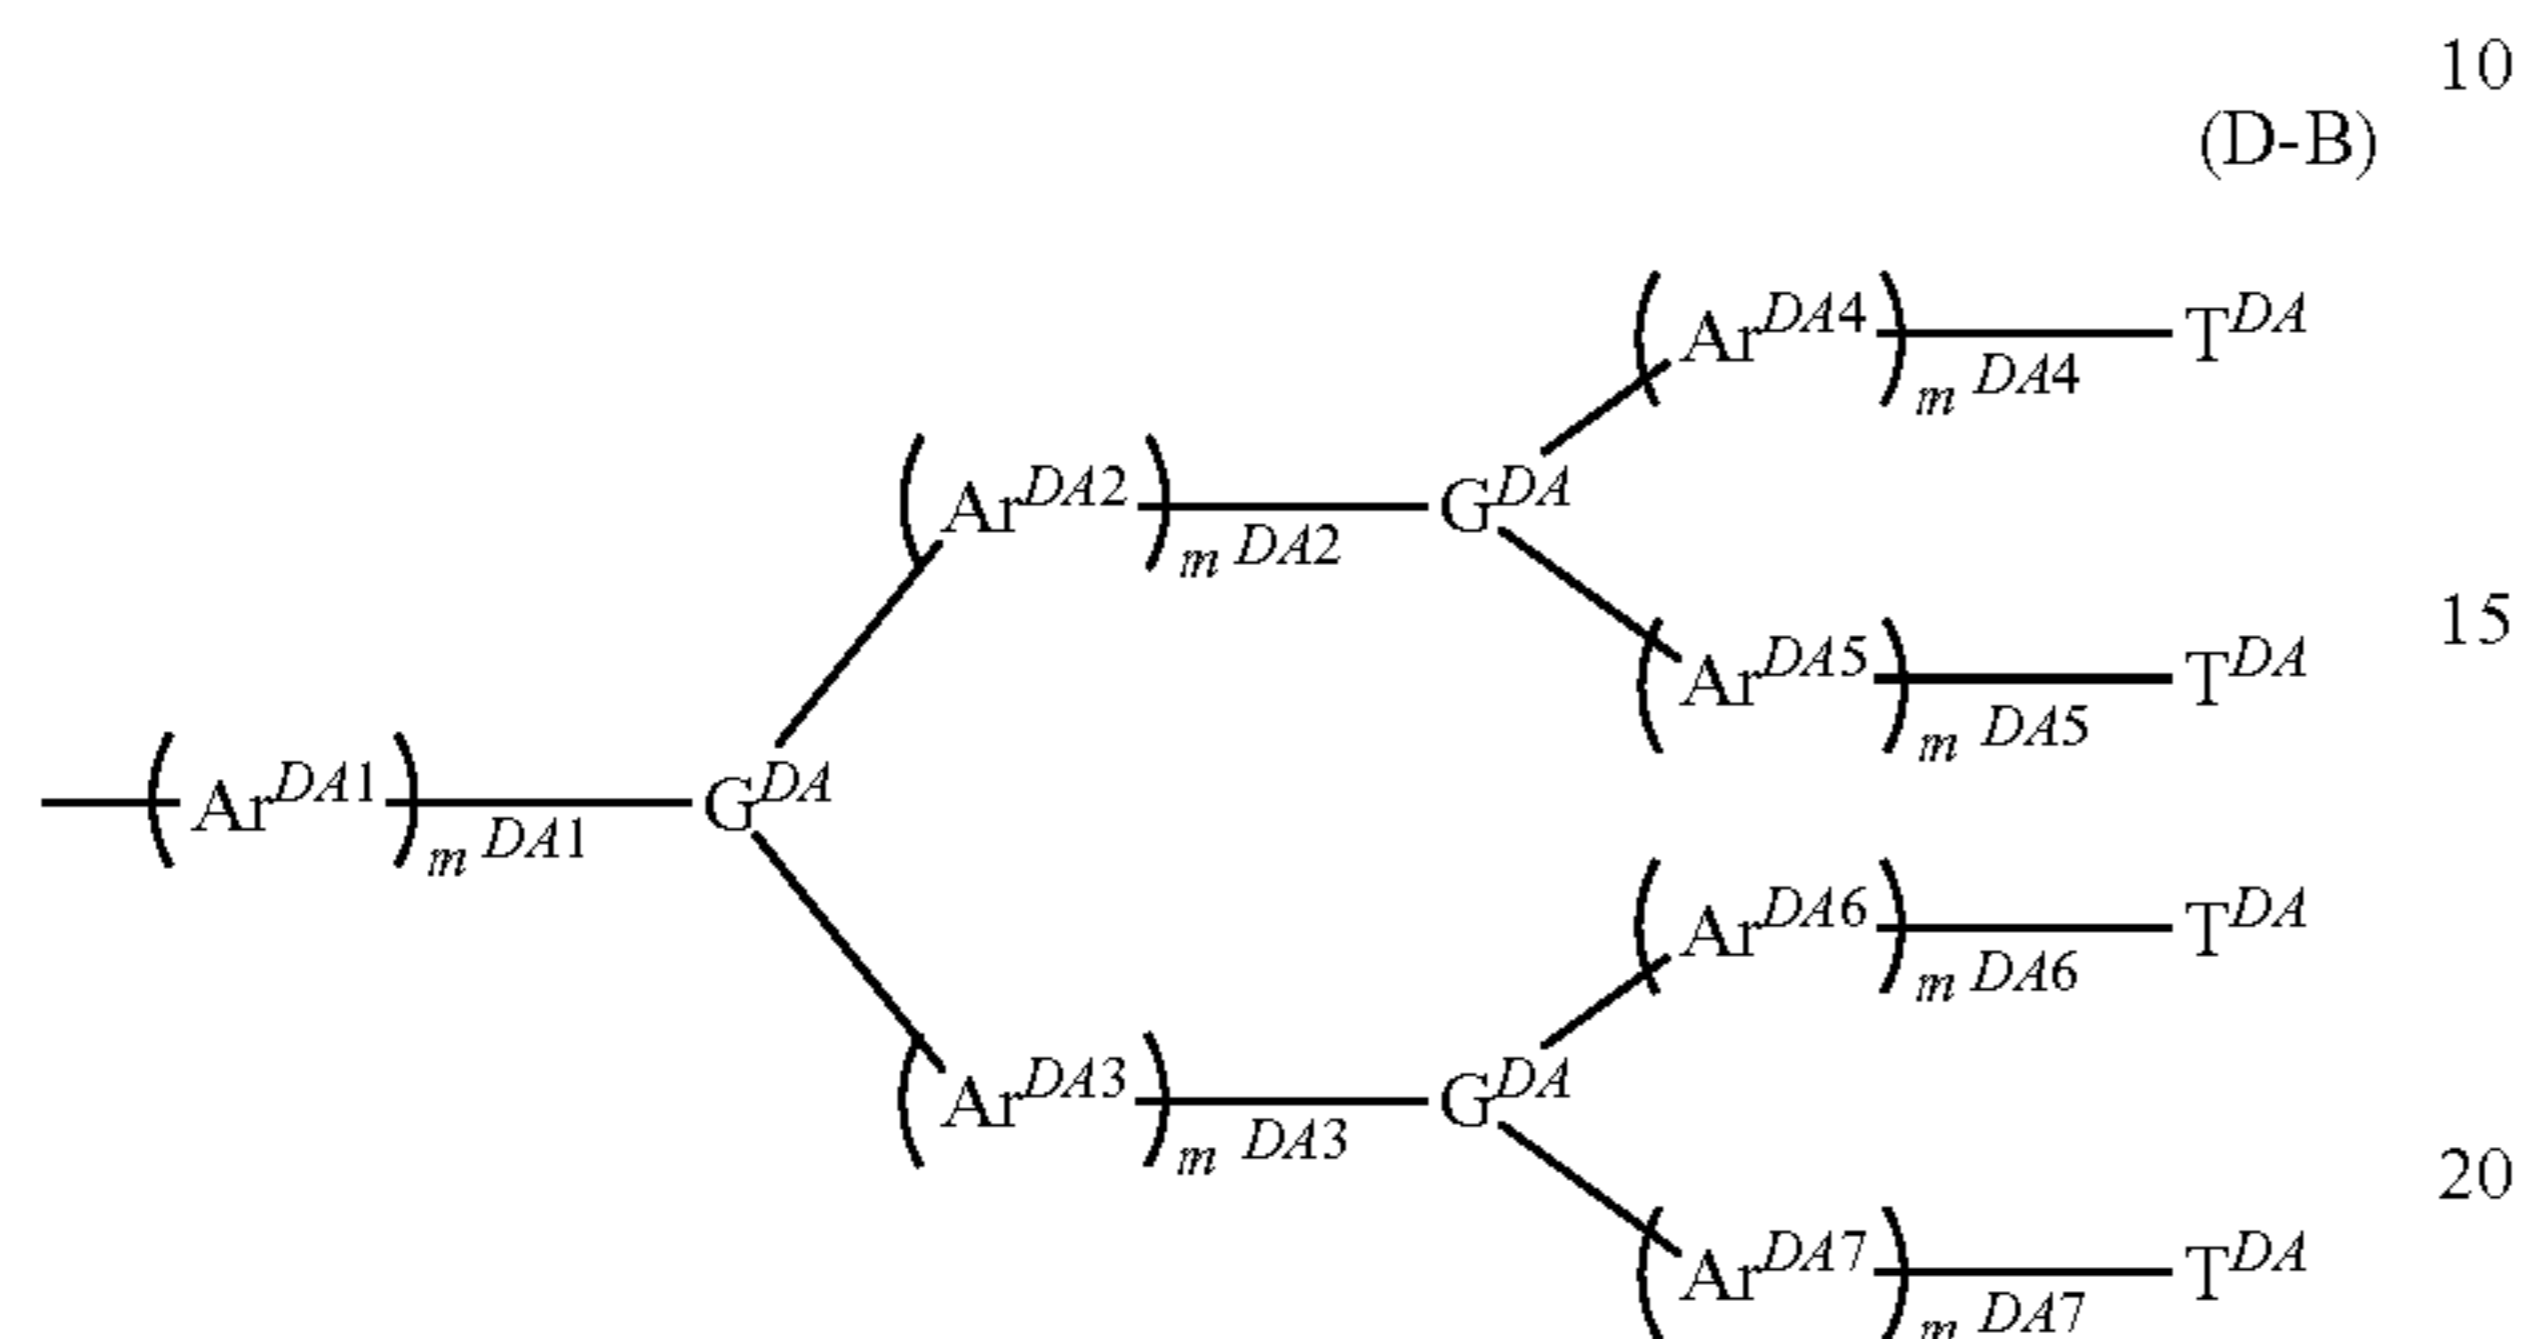 10
(D-B)
(Ar^{DA4})_{m DA4} T^{DA}
(Ar^{DA2})_{m DA2} G^{DA}
15
(Ar^{DA5})_{m DA5} T^{DA}
(Ar^{DA1})_{m DA1} G^{DA}
(Ar^{DA6})_{m DA6} T^{DA}
(Ar^{DA3})_{m DA3} G^{DA}
20
(Ar^{DA7})_{m DA7} T^{DA}